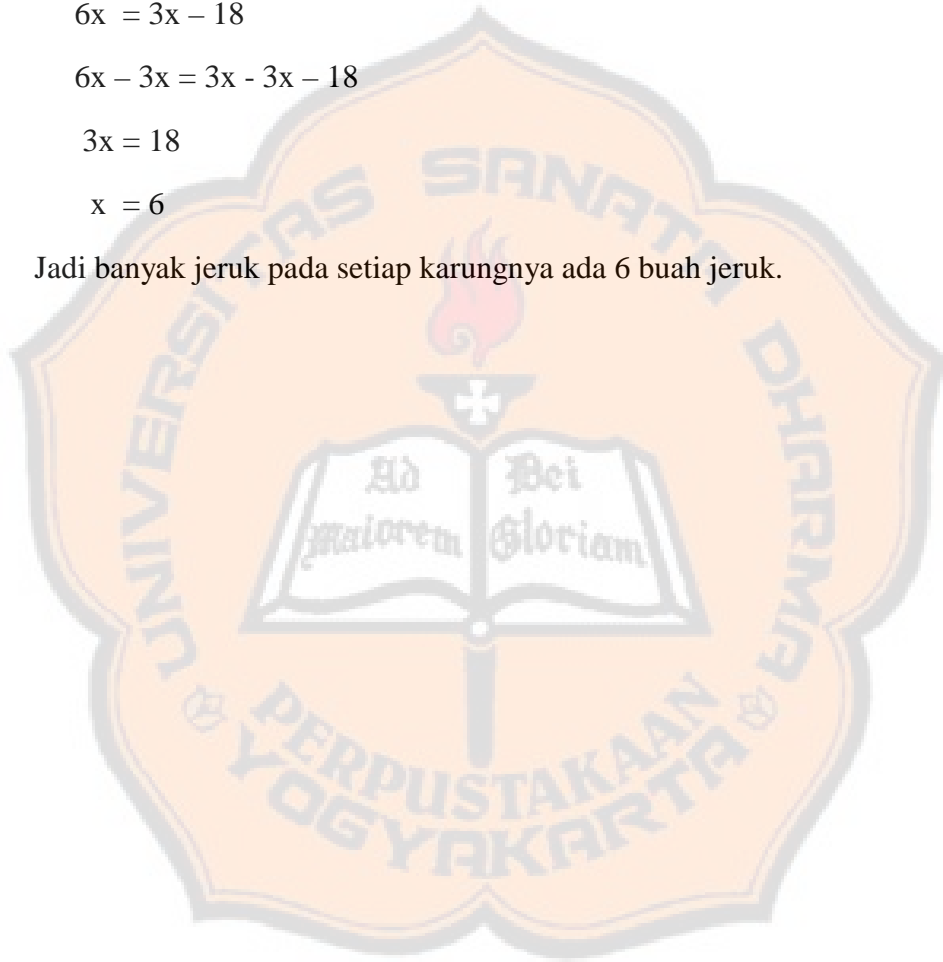 6x = 3x – 18
6x – 3x = 3x - 3x – 18
3x = 18
x = 6
Jadi banyak jeruk pada setiap karungnya ada 6 buah jeruk.
UNIVERSITAS SANATA DHARMA
Ad Maiorem
Dei Gloriam
PERPUSTAKAAN
YOGYAKARTA